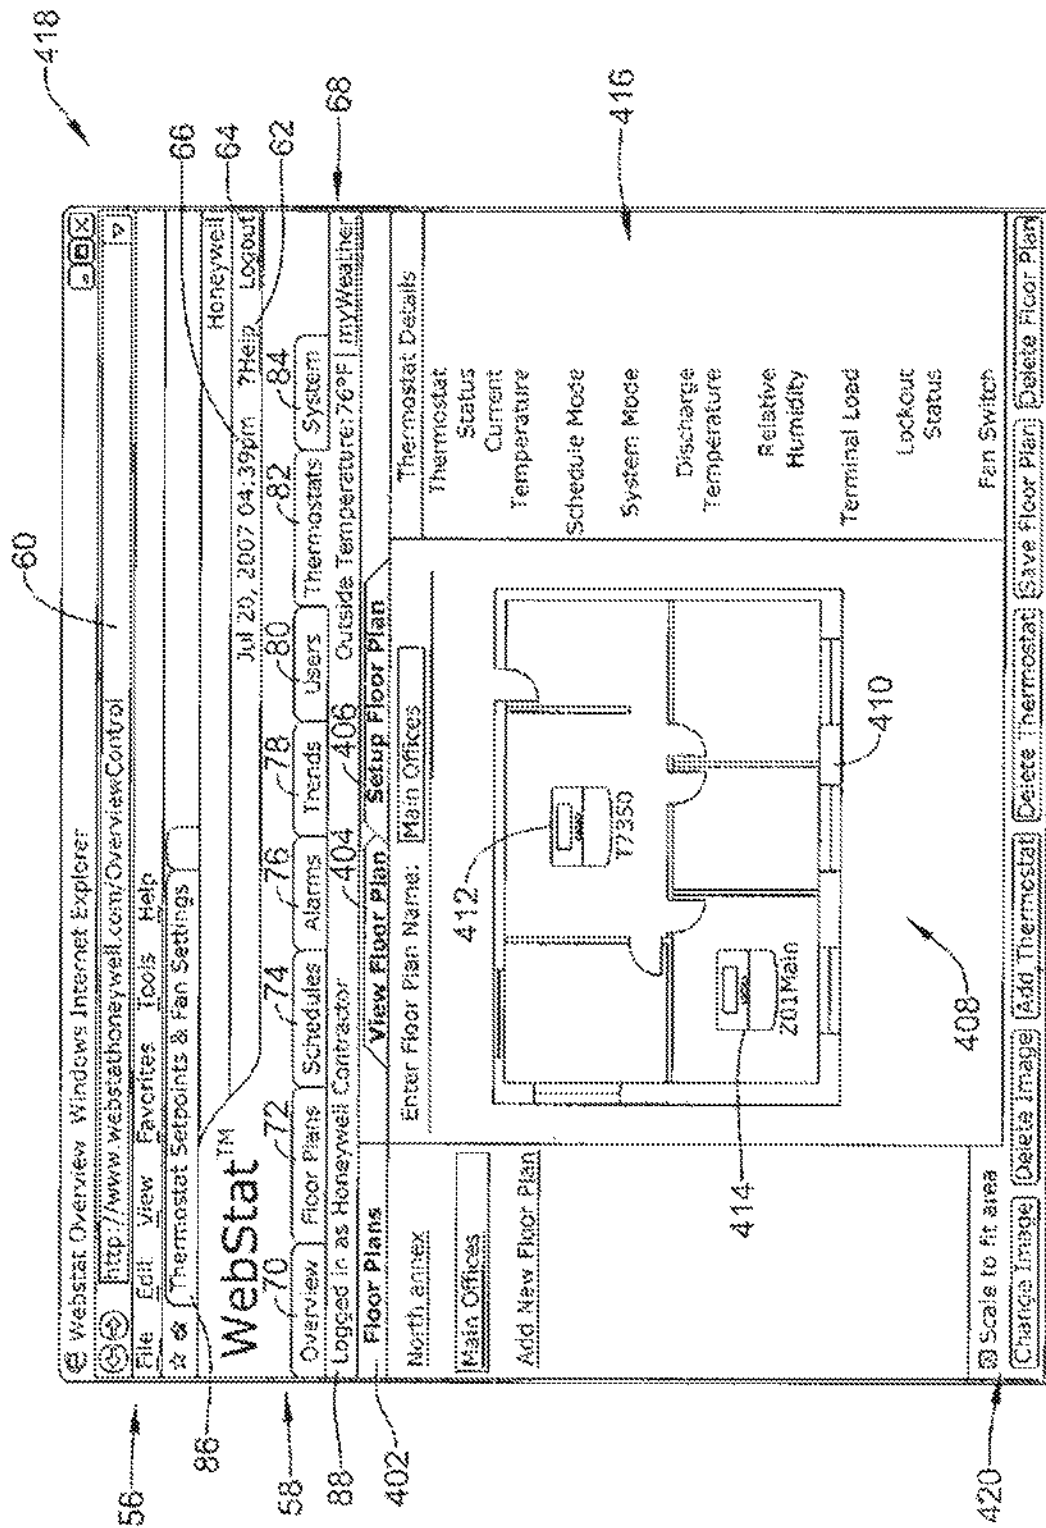 418
60
Webstat Overview Windows Internet Explorer
http://www.webstathoneywell.com/OverviewControl
56
File Edit View Favorites Tools Help
Thermostat Setpoints & Fan Settings
86
66
64
62
Honeywell
WebStat™
Jul 20, 2007 04:39pm ?Help Logout
58
70 72 74 76 78 80 82 84
Overview Floor Plans Schedules Alarms Trends Users Thermostats System
68
88
Logged in as Honeywell Contractor
Outside Temperature:76°F | myWeather
402
404 406
Floor Plans
View Floor Plan Setup Floor Plan
North annex
Main Offices
Add New Floor Plan
Enter Floor Plan Name: Main Offices
412
T7350
414
Z01Main
410
408
Thermostat Details
Thermostat
Status
Current
Temperature
Schedule Mode
System Mode
Discharge
Temperature
Relative
Humidity
Terminal Load
Lockout
Status
Fan Switch
416
Scale to fit area
420
Change Image Delete Image Add Thermostat Delete Thermostat Save Floor Plan Delete Floor Plan